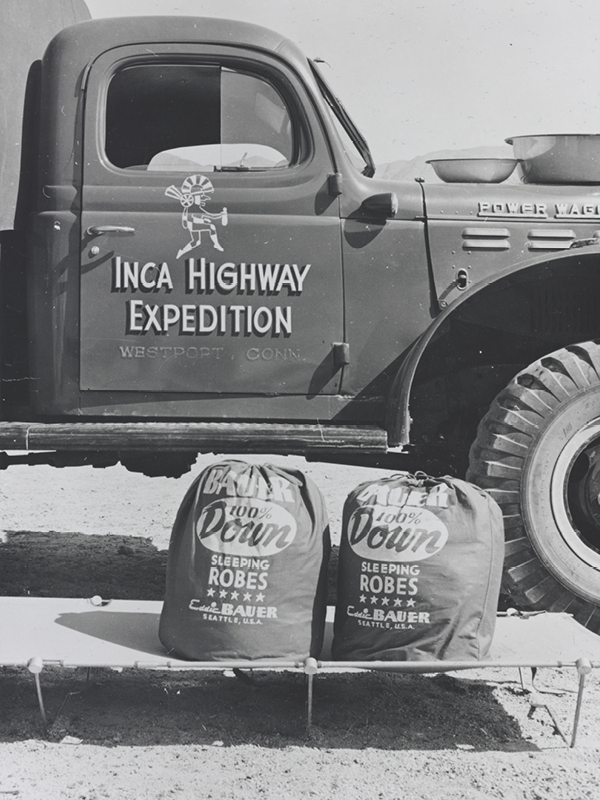 POWER WAG
INCA HIGHWAY
EXPEDITION
WESTPORT, CONN.
BAUER
100%
Down
SLEEPING
ROBES
Eddie BAUER
SEATTLE, U.S.A.
BAUER
100%
Down
SLEEPING
ROBES
Eddie BAUER
SEATTLE, U.S.A.